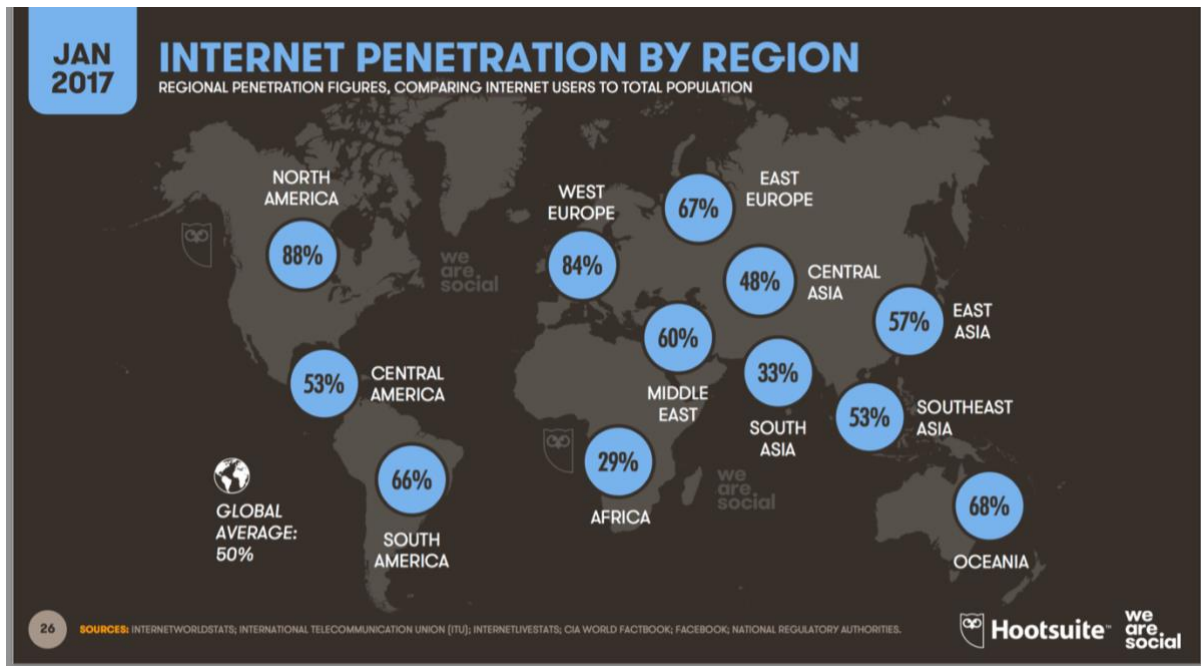 JAN
2017
INTERNET PENETRATION BY REGION
REGIONAL PENETRATION FIGURES, COMPARING INTERNET USERS TO TOTAL POPULATION
NORTH
AMERICA
88%
WEST
EUROPE
84%
EAST
EUROPE
67%
CENTRAL
ASIA
48%
EAST
ASIA
57%
we
are
social
60%
MIDDLE
EAST
33%
SOUTH
ASIA
53%
CENTRAL
AMERICA
53%
SOUTHEAST
ASIA
29%
AFRICA
we
are
social
66%
SOUTH
AMERICA
68%
OCEANIA
GLOBAL
AVERAGE:
50%
26
SOURCES: INTERNETWORLDSTATS; INTERNATIONAL TELECOMMUNICATION UNION (ITU); INTERNETLIVESTATS; CIA WORLD FACTBOOK; FACEBOOK; NATIONAL REGULATORY AUTHORITIES.
Hootsuite™
we
are
social